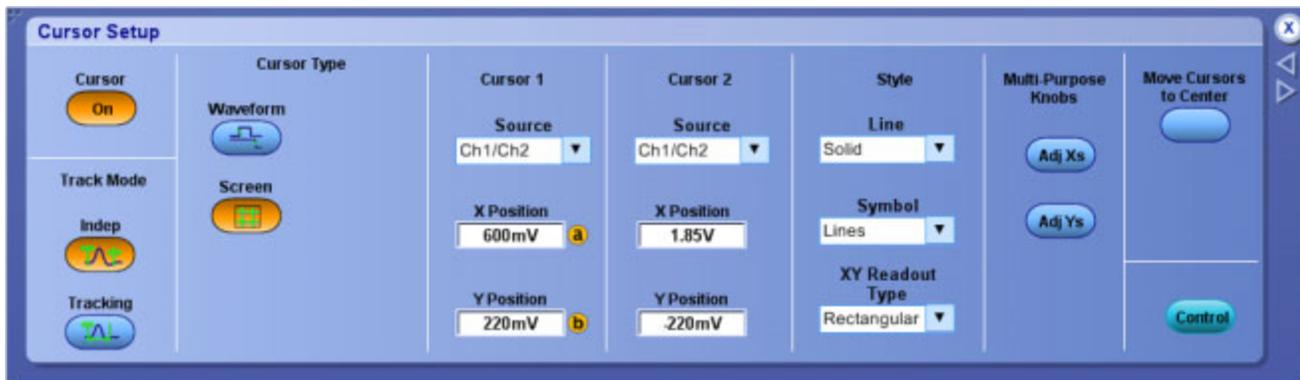 Cursor Setup
X
Cursor
On
Track Mode
Indep
Tracking
Cursor Type
Waveform
Screen
Cursor 1
Source
Ch1/Ch2
X Position
600mV
a
Y Position
220mV
b
Cursor 2
Source
Ch1/Ch2
X Position
1.85V
Y Position
-220mV
Style
Line
Solid
Symbol
Lines
XY Readout
Type
Rectangular
Multi-Purpose
Knobs
Adj Xs
Adj Ys
Move Cursors
to Center
Control